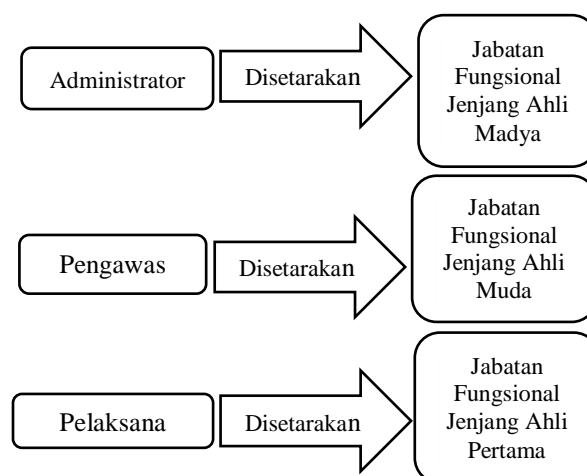 Administrator
Disetarakan
Jabatan
Fungsional
Jenjang Ahli
Madya
Pengawas
Disetarakan
Jabatan
Fungsional
Jenjang Ahli
Muda
Pelaksana
Disetarakan
Jabatan
Fungsional
Jenjang Ahli
Pertama